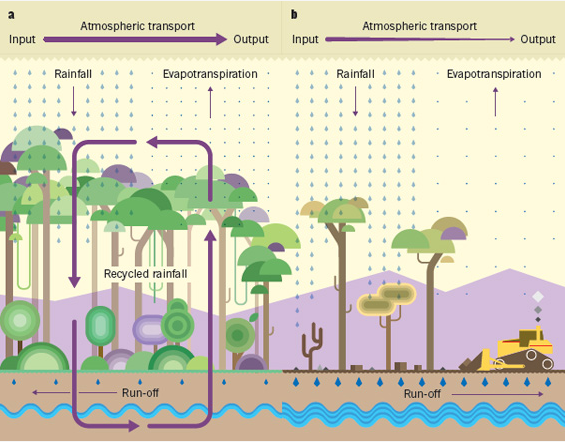 a
Atmospheric transport
Input
Output
Rainfall
Evapotranspiration
Recycled rainfall
Run-off
b
Atmospheric transport
Input
Output
Rainfall
Evapotranspiration
Run-off